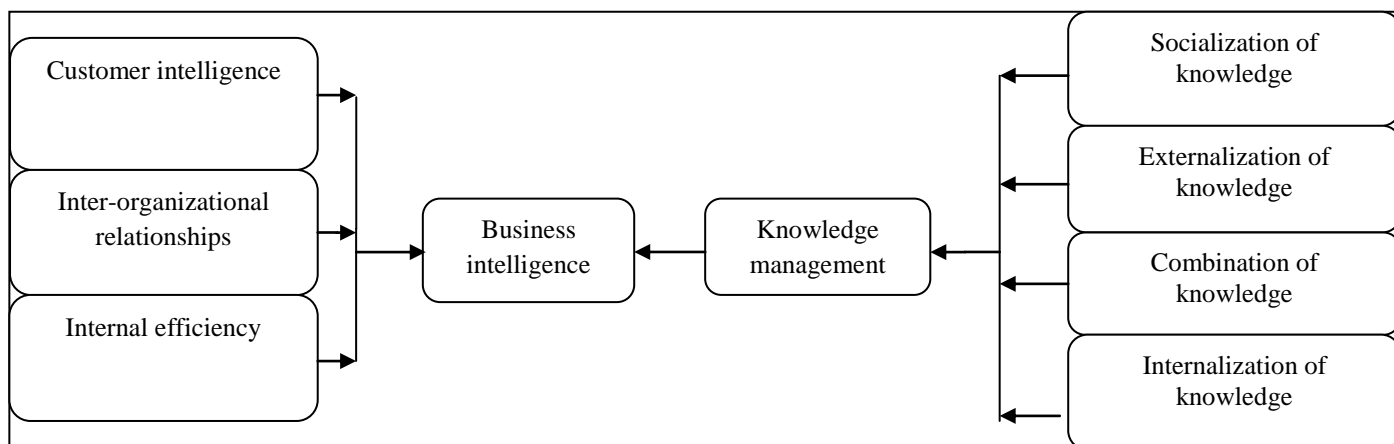 Customer intelligence
Inter-organizational
relationships
Internal efficiency
Business
intelligence
Knowledge
management
Socialization of
knowledge
Externalization of
knowledge
Combination of
knowledge
Internalization of
knowledge